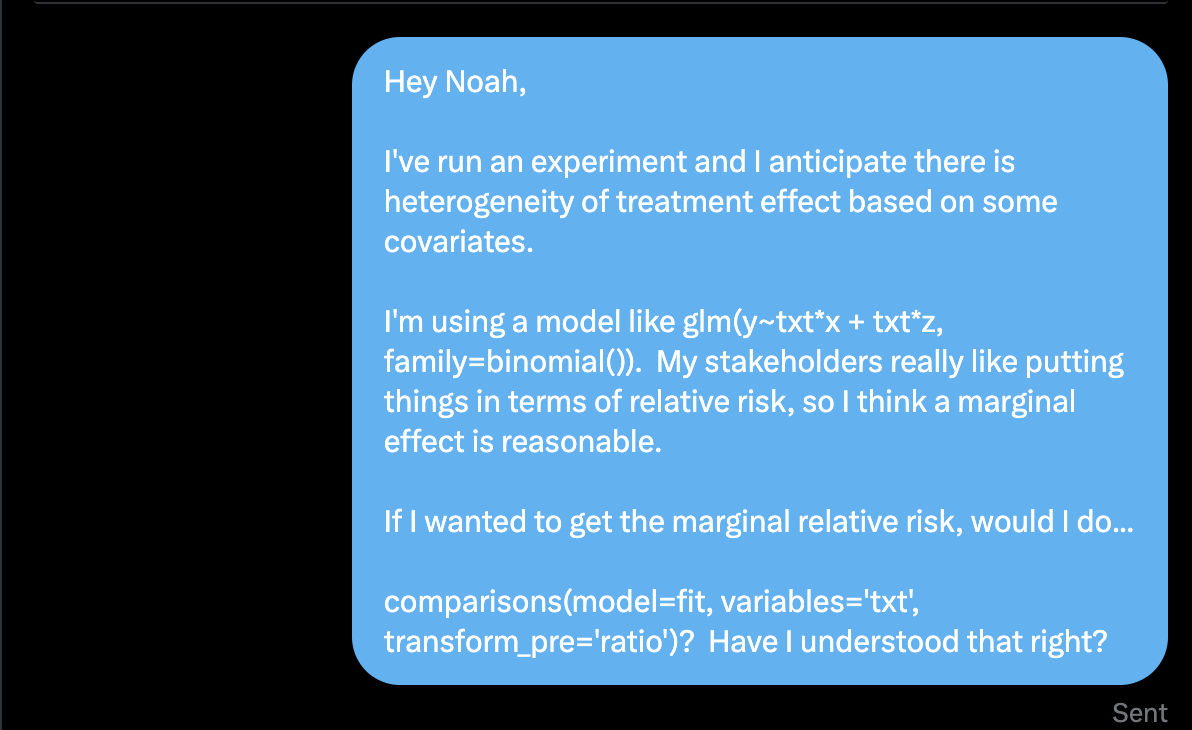 Hey Noah,
I've run an experiment and I anticipate there is
heterogeneity of treatment effect based on some
covariates.
I'm using a model like glm(y~txt*x + txt*z,
family=binomial()).  My stakeholders really like putting
things in terms of relative risk, so I think a marginal
effect is reasonable.
If I wanted to get the marginal relative risk, would I do...
comparisons(model=fit, variables='txt',
transform_pre='ratio')?  Have I understood that right?
Sent